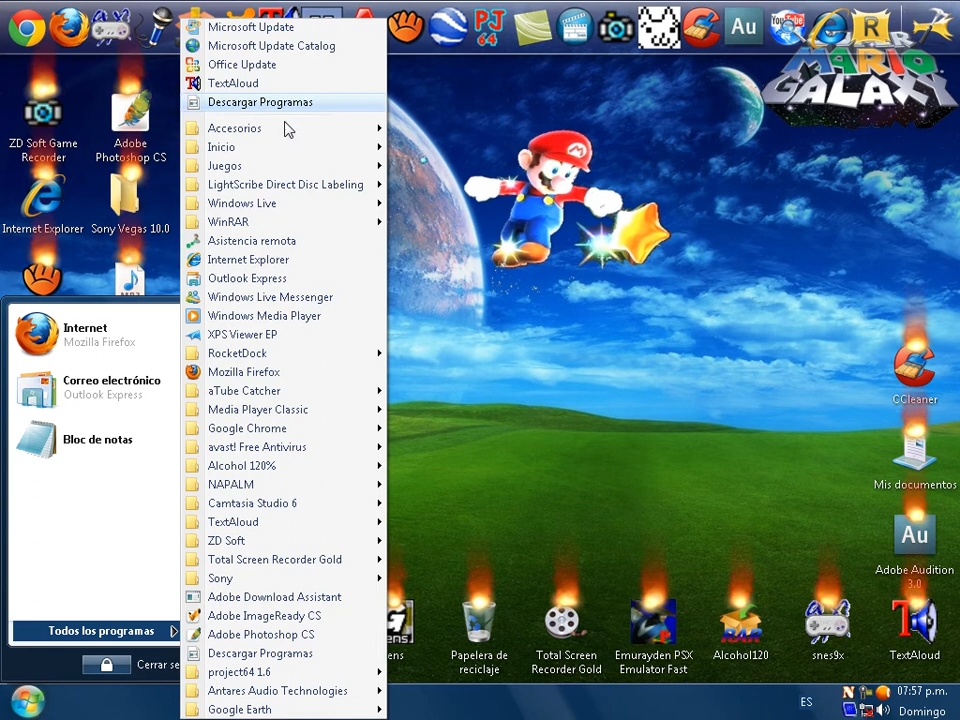 PJ
64
Au
YouTube
R
SUPER
MARIO
GALAXY
ZD Soft Game
Recorder
Adobe
Photoshop CS
Internet Explorer
Sony Vegas 10.0
Internet
Mozilla Firefox
Correo electrónico
Outlook Express
Bloc de notas
Todos los programas
Cerrar se
Microsoft Update
Microsoft Update Catalog
Office Update
TextAloud
Descargar Programas
Accesorios
Inicio
Juegos
LightScribe Direct Disc Labeling
Windows Live
WinRAR
Asistencia remota
Internet Explorer
Outlook Express
Windows Live Messenger
Windows Media Player
XPS Viewer EP
RocketDock
Mozilla Firefox
aTube Catcher
Media Player Classic
Google Chrome
avast! Free Antivirus
Alcohol 120%
NAPALM
Camtasia Studio 6
TextAloud
ZD Soft
Total Screen Recorder Gold
Sony
Adobe Download Assistant
Adobe ImageReady CS
Adobe Photoshop CS
Descargar Programas
project64 1.6
Antares Audio Technologies
Google Earth
CCleaner
Mis documentos
Au
Adobe Audition
3.0
ens
Papelera de
reciclaje
Total Screen
Recorder Gold
Emurayden PSX
Emulator Fast
RAR
Alcohol120
snes9x
TextAloud
ES
07:57 p.m.
Domingo